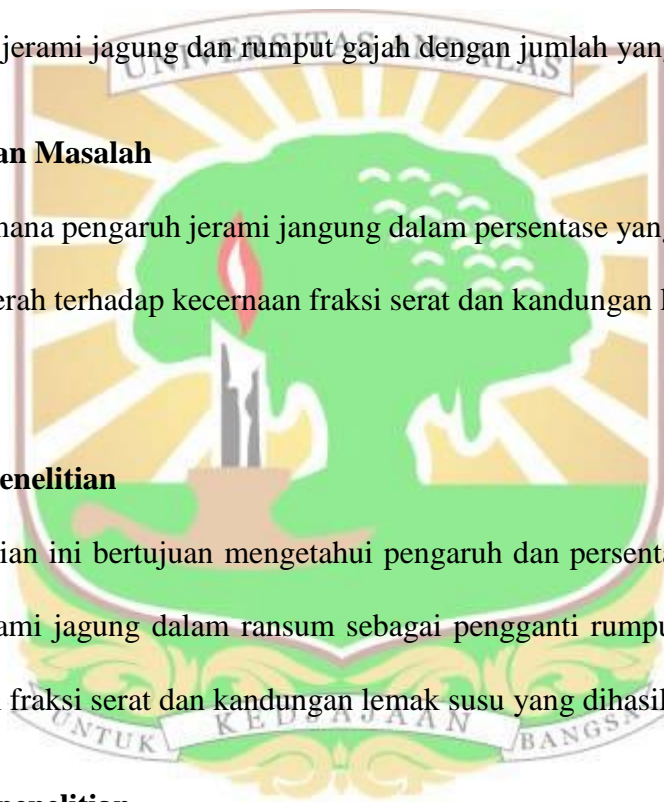 jerami jagung dan rumput gajah dengan jumlah yang
UNIVERSITAS ANDALAS
an Masalah
mana pengaruh jerami jangung dalam persentase yang
erah terhadap kecernaan fraksi serat dan kandungan
enelitian
ian ini bertujuan mengetahui pengaruh dan persenta
ami jagung dalam ransum sebagai pengganti rumpu
fraksi serat dan kandungan lemak susu yang dihasil
UNTUK KEDJAJAAN BANGSA
penelitian